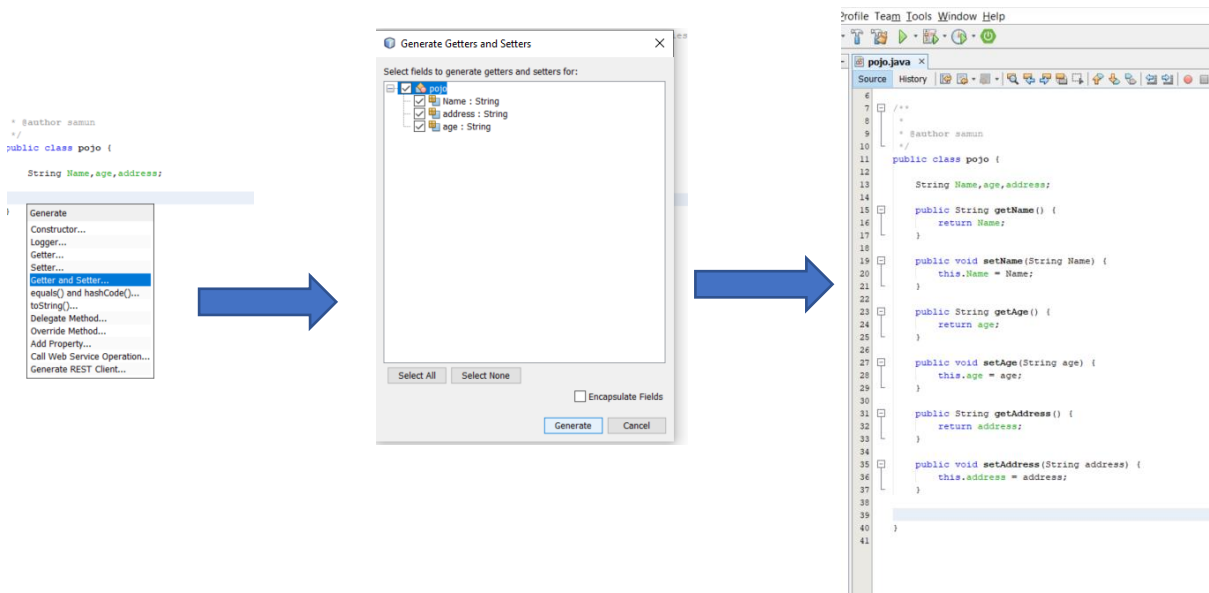 * @author samun
*/
public class pojo {
String Name,age,address;
}
Generate
Constructor...
Logger...
Getter...
Setter...
Getter and Setter...
equals() and hashCode()...
toString()...
Delegate Method...
Override Method...
Add Property...
Call Web Service Operation...
Generate REST Client...
Generate Getters and Setters
Select fields to generate getters and setters for:
pojo
Name : String
address : String
age : String
Select All Select None
Encapsulate Fields
Generate Cancel
Profile Team Tools Window Help
pojo.java
Source History
6
7 /**
8 *
9 * @author samun
10 */
11 public class pojo {
12
13 String Name,age,address;
14
15 public String getName() {
16 return Name;
17 }
18
19 public void setName(String Name) {
20 this.Name = Name;
21 }
22
23 public String getAge() {
24 return age;
25 }
26
27 public void setAge(String age) {
28 this.age = age;
29 }
30
31 public String getAddress() {
32 return address;
33 }
34
35 public void setAddress(String address) {
36 this.address = address;
37 }
38
39
40 }
41